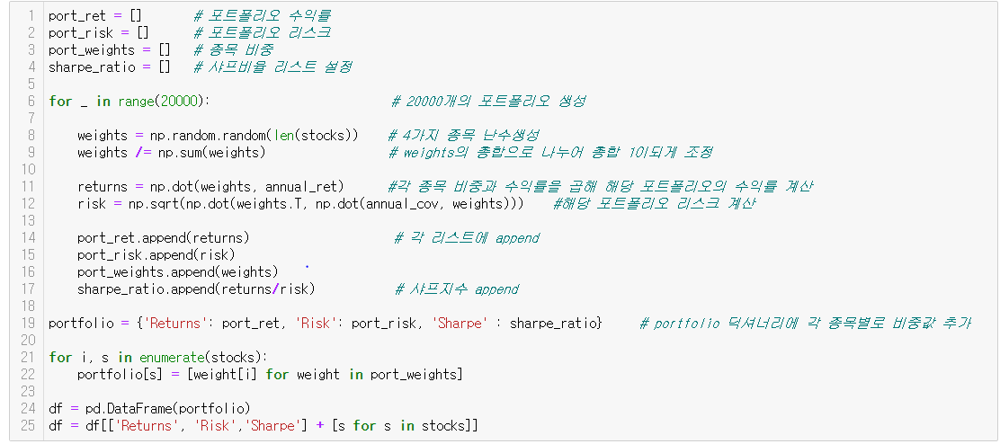 1 port_ret = [] # 포트폴리오 수익률
2 port_risk = [] # 포트폴리오 리스크
3 port_weights = [] # 종목 비중
4 sharpe_ratio = [] # 샤프비율 리스트 설정
5
6 for _ in range(20000): # 20000개의 포트폴리오 생성
7
8 weights = np.random.random(len(stocks)) # 4가지 종목 난수생성
9 weights /= np.sum(weights) # weights의 총합으로 나누어 총합 1이되게 조정
10
11 returns = np.dot(weights, annual_ret) #각 종목 비중과 수익률을 곱해 해당 포트폴리오의 수익률 계산
12 risk = np.sqrt(np.dot(weights.T, np.dot(annual_cov, weights))) #해당 포트폴리오 리스크 계산
13
14 port_ret.append(returns) # 각 리스트에 append
15 port_risk.append(risk)
16 port_weights.append(weights)
17 sharpe_ratio.append(returns/risk) # 샤프지수 append
18
19 portfolio = {'Returns': port_ret, 'Risk': port_risk, 'Sharpe' : sharpe_ratio} # portfolio 딕셔너리에 각 종목별로 비중값 추가
20
21 for i, s in enumerate(stocks):
22 portfolio[s] = [weight[i] for weight in port_weights]
23
24 df = pd.DataFrame(portfolio)
25 df = df[['Returns', 'Risk','Sharpe'] + [s for s in stocks]]